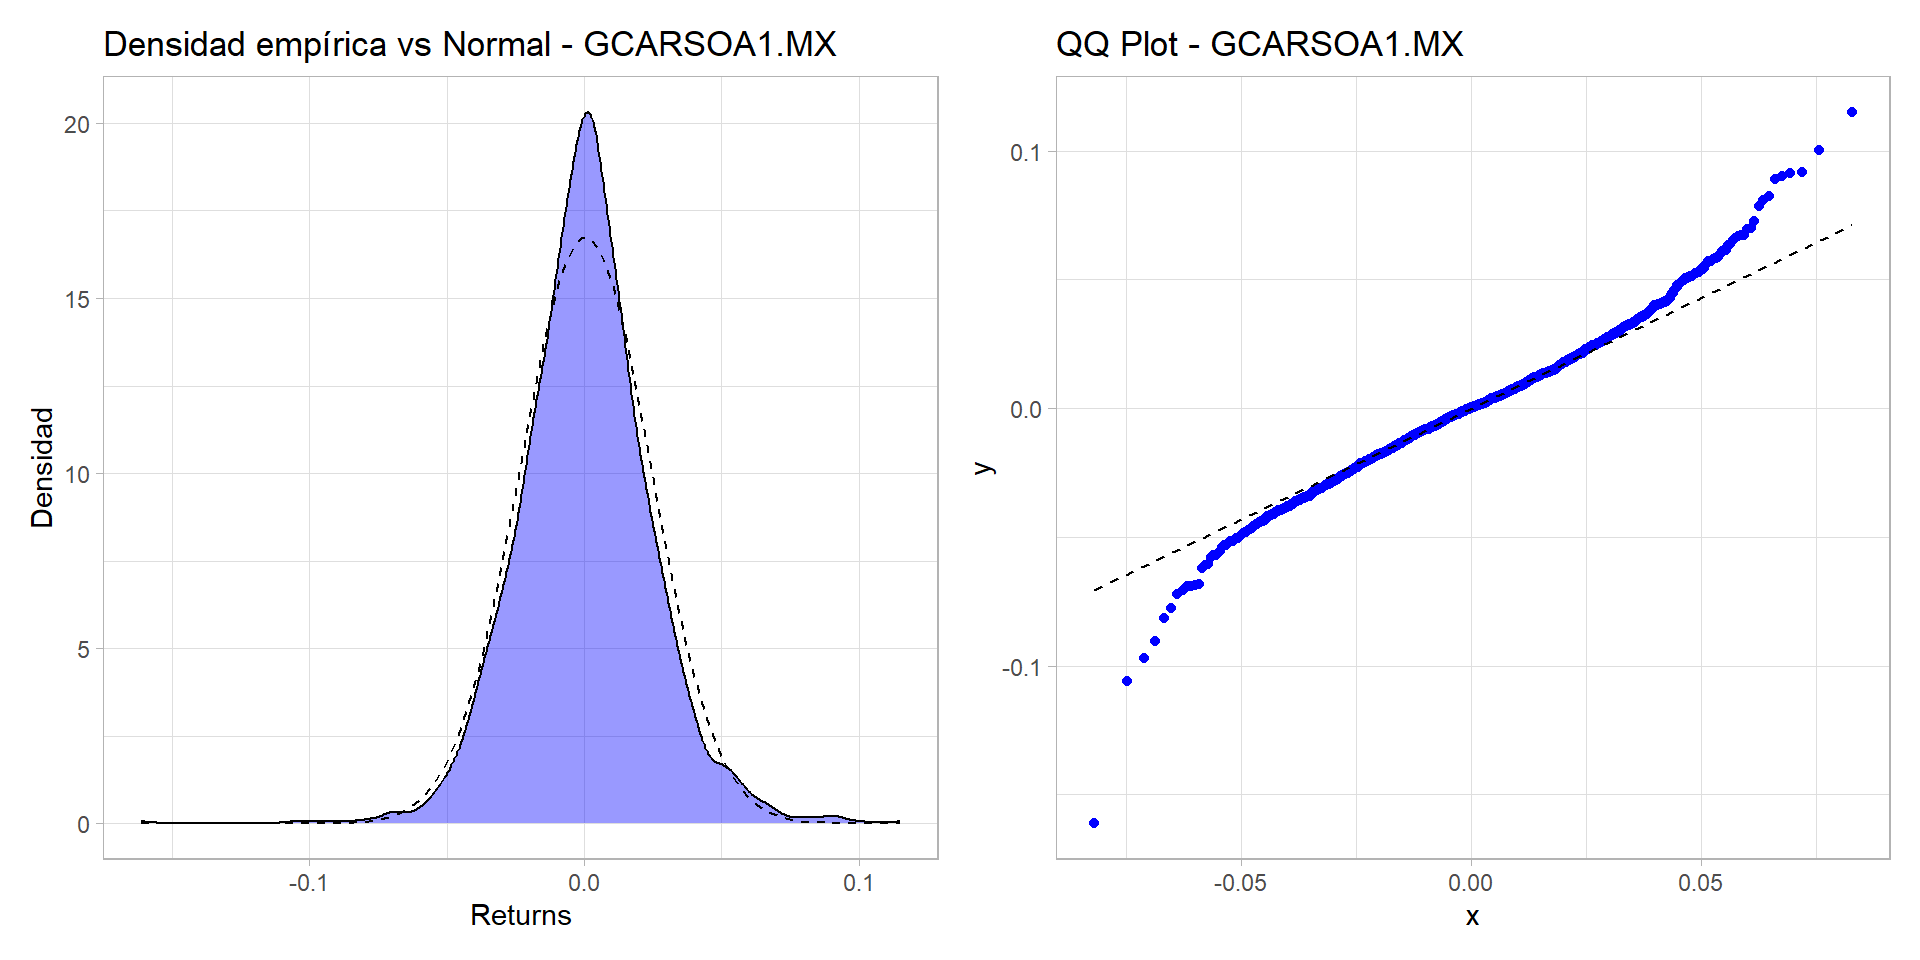 Densidad empírica vs Normal - GCARSOA1.MX
20
15
10
5
0
Densidad
-0.1
0.0
0.1
Returns
QQ Plot - GCARSOA1.MX
0.1
0.0
-0.1
y
-0.05
0.00
0.05
x